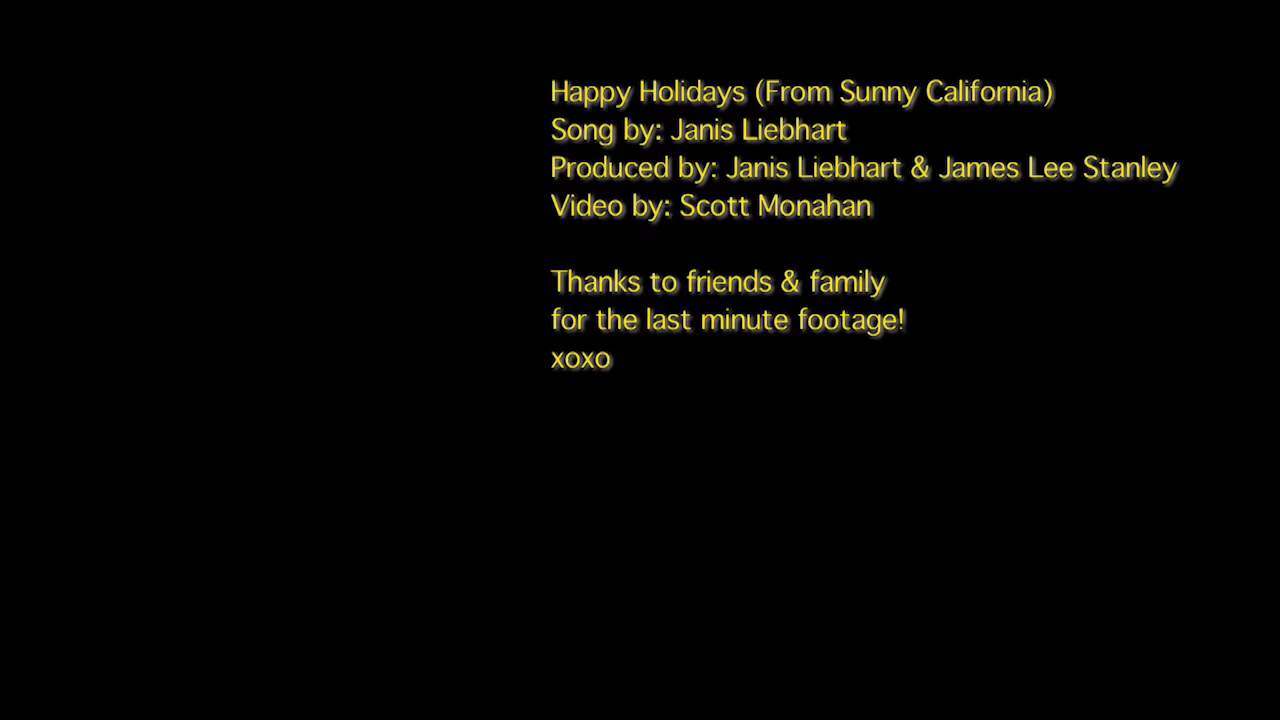 Happy Holidays (From Sunny California)
Song by: Janis Liebhart
Produced by: Janis Liebhart & James Lee Stanley
Video by: Scott Monahan
Thanks to friends & family
for the last minute footage!
xoxo